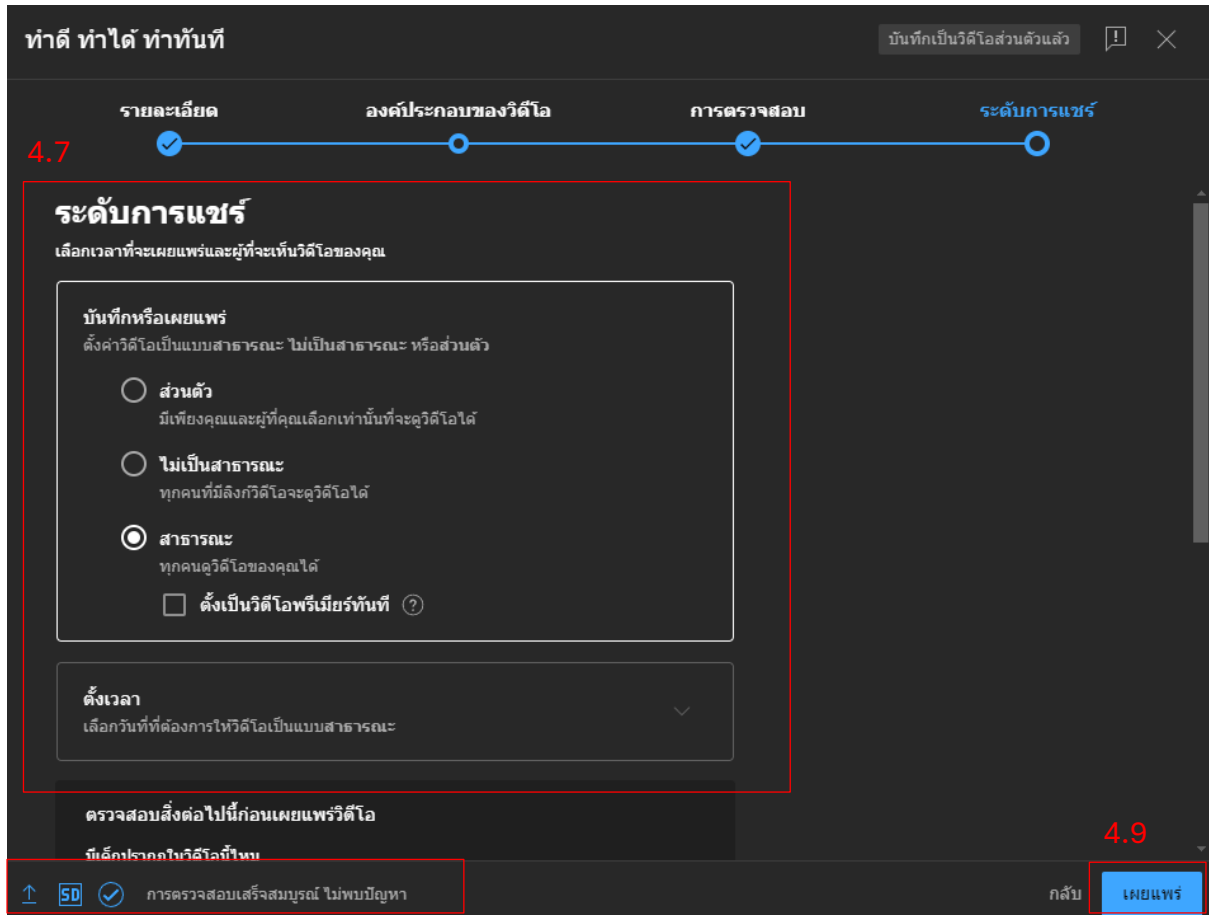 ทำดี ทำได้ ทำทันที
บันทึกเป็นวิดีโอส่วนตัวแล้ว
รายละเอียด
องค์ประกอบของวิดีโอ
การตรวจสอบ
ระดับการแชร์
4.7
ระดับการแชร์
เลือกเวลาที่จะเผยแพร่และผู้ที่จะเห็นวิดีโอของคุณ
บันทึกหรือเผยแพร่
ตั้งค่าวิดีโอเป็นแบบสาธารณะ ไม่เป็นสาธารณะ หรือส่วนตัว
ส่วนตัว
มีเพียงคุณและผู้ที่คุณเลือกเท่านั้นที่จะดูวิดีโอได้
ไม่เป็นสาธารณะ
ทุกคนที่มีลิงก์วิดีโอจะดูวิดีโอได้
สาธารณะ
ทุกคนดูวิดีโอของคุณได้
ตั้งเป็นวิดีโอพรีเมียร์ทันที ?
ตั้งเวลา
เลือกวันที่ที่ต้องการให้วิดีโอเป็นแบบสาธารณะ
ตรวจสอบสิ่งต่อไปนี้ก่อนเผยแพร่วิดีโอ
มีเด็กปรากฏในวิดีโอนี้ไหม
4.9
SD การตรวจสอบเสร็จสมบูรณ์ ไม่พบปัญหา
กลับ
เผยแพร่